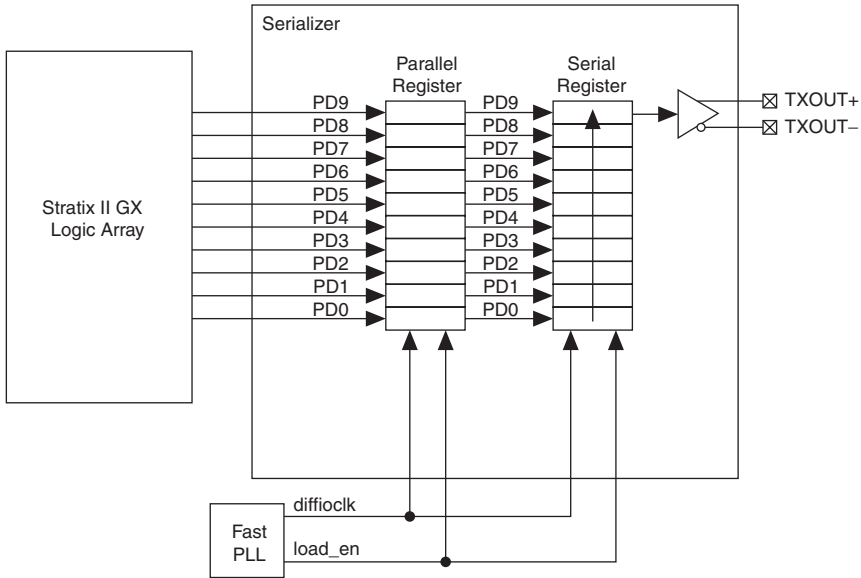 Serializer
Parallel
Register
Serial
Register
Stratix II GX
Logic Array
PD9
PD8
PD7
PD6
PD5
PD4
PD3
PD2
PD1
PD0
PD9
PD8
PD7
PD6
PD5
PD4
PD3
PD2
PD1
PD0
TXOUT+
TXOUT−
Fast
PLL
diffioclk
load_en